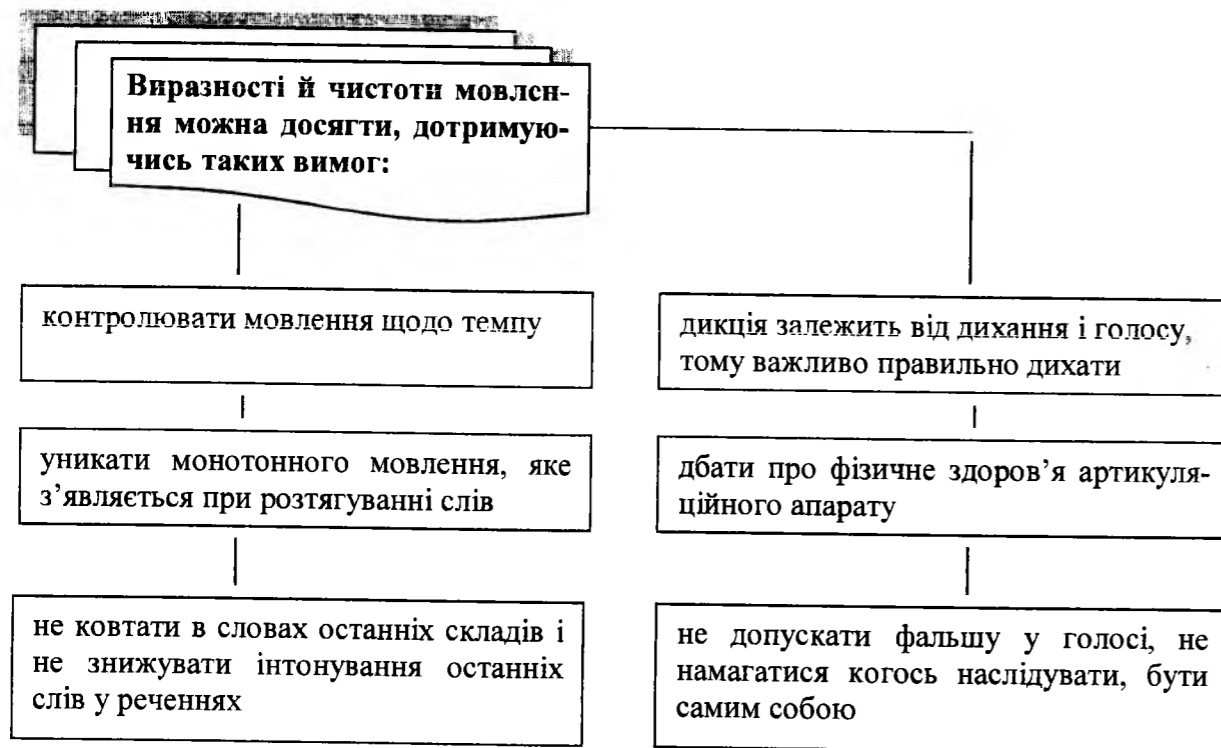 Виразності й чистоти мовлен-
ня можна досягти, дотримую-
чись таких вимог:
контролювати мовлення щодо темпу
уникати монотонного мовлення, яке
з’являється при розтягуванні слів
не ковтати в словах останніх складів і
не знижувати інтонування останніх
слів у реченнях
дикція залежить від дихання і голосу,
тому важливо правильно дихати
дбати про фізичне здоров’я артикуля-
ційного апарату
не допускати фальшу у голосі, не
намагатися когось наслідувати, бути
самим собою